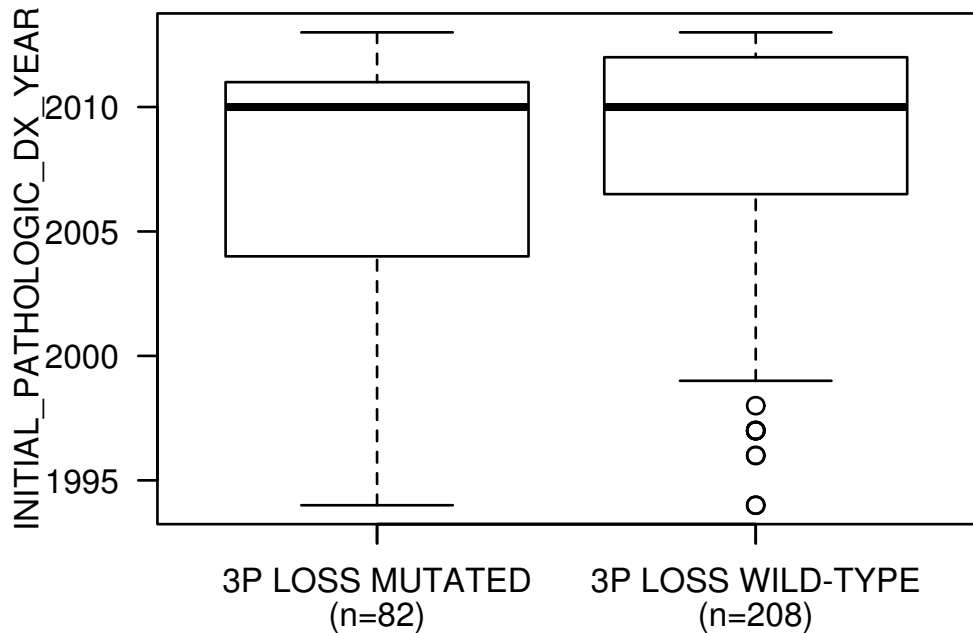 INITIAL_PATHOLOGIC_DX_YEAR
2010
2005
2000
1995
3P LOSS MUTATED
(n=82)
3P LOSS WILD-TYPE
(n=208)